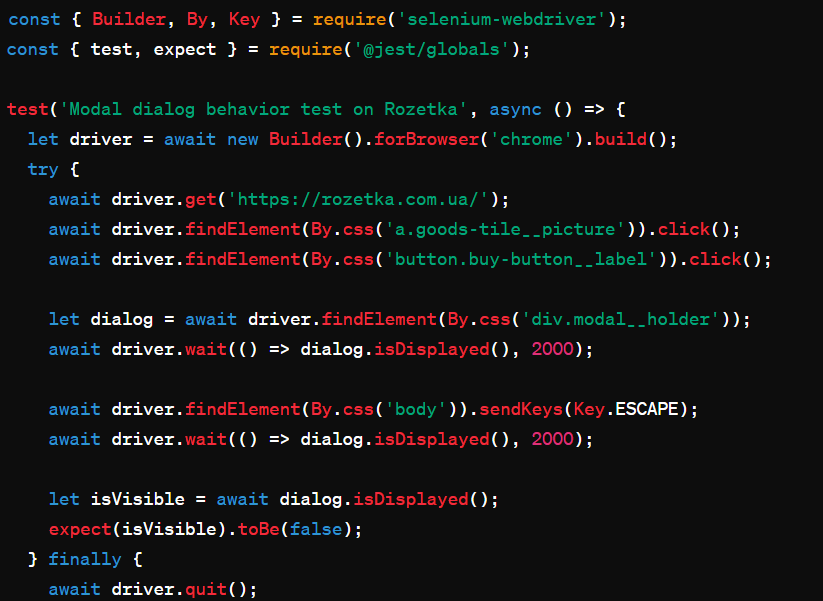 const { Builder, By, Key } = require('selenium-webdriver');
const { test, expect } = require('@jest/globals');
test('Modal dialog behavior test on Rozetka', async () => {
let driver = await new Builder().forBrowser('chrome').build();
try {
await driver.get('https://rozetka.com.ua/');
await driver.findElement(By.css('a.goods-tile__picture')).click();
await driver.findElement(By.css('button.buy-button__label')).click();
let dialog = await driver.findElement(By.css('div.modal__holder'));
await driver.wait(() => dialog.isDisplayed(), 2000);
await driver.findElement(By.css('body')).sendKeys(Key.ESCAPE);
await driver.wait(() => dialog.isDisplayed(), 2000);
let isVisible = await dialog.isDisplayed();
expect(isVisible).toBe(false);
} finally {
await driver.quit();